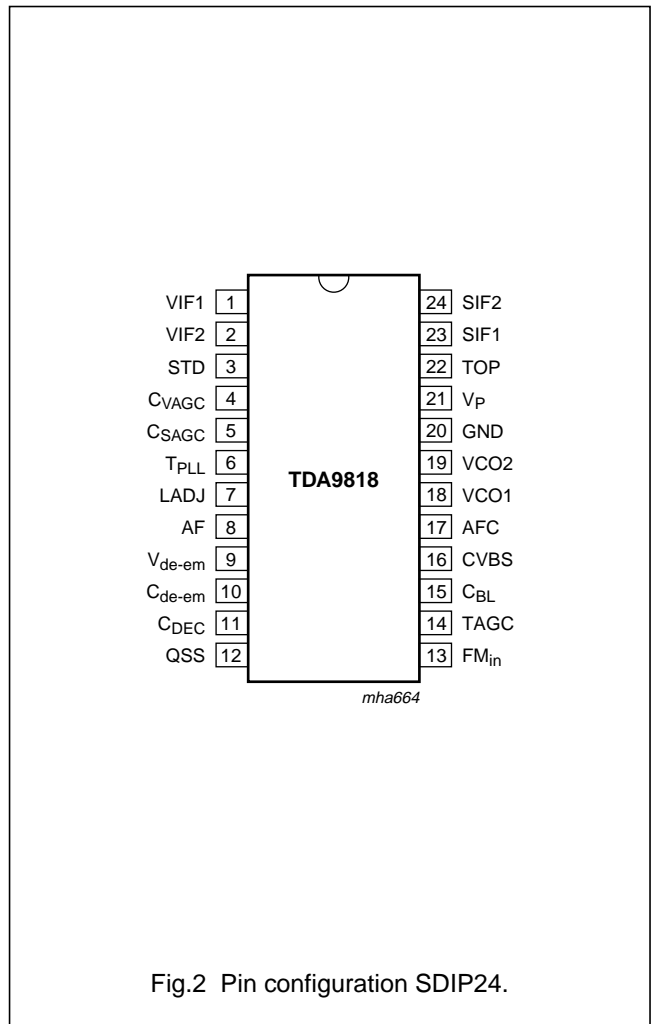 VIF1 1 24 SIF2
VIF2 2 23 SIF1
STD 3 22 TOP
CVAGC 4 21 VP
CSAGC 5 20 GND
TPLL 6 19 VCO2
TDA9818
LADJ 7 18 VCO1
AF 8 17 AFC
Vde-em 9 16 CVBS
Cde-em 10 15 CBL
CDEC 11 14 TAGC
QSS 12 13 FMin
mha664
Fig.2 Pin configuration SDIP24.